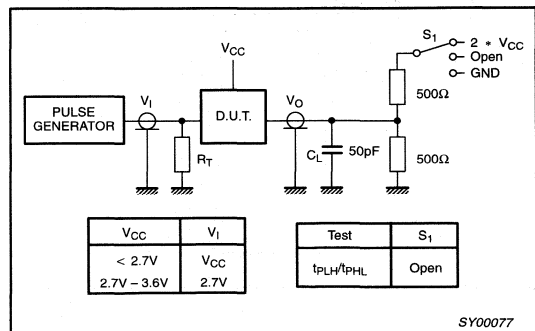 S1
2 * VCC
Open
GND
VCC
500Ω
VI
VO
PULSE
GENERATOR
D.U.T.
RT
CL
50pF
500Ω
VCC VI
< 2.7V VCC
2.7V – 3.6V 2.7V
Test S1
tPLH/tPHL Open
SY00077